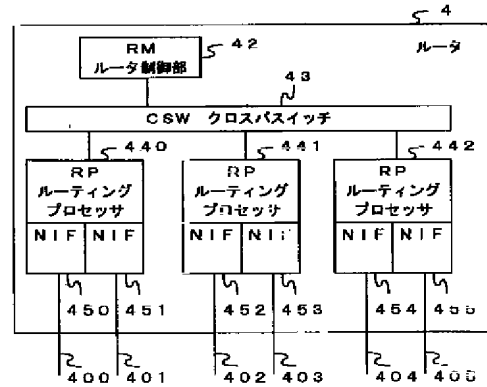 4
RM
ルータ制御部
42
ルータ
43
CSW クロスバスイッチ
440
441
442
RP
ルーティング
プロセッサ
NIF NIF
RP
ルーティング
プロセッサ
NIF NIF
RP
ルーティング
プロセッサ
NIF NIF
450 451 452 453 454 455
400 401 402 403 404 405